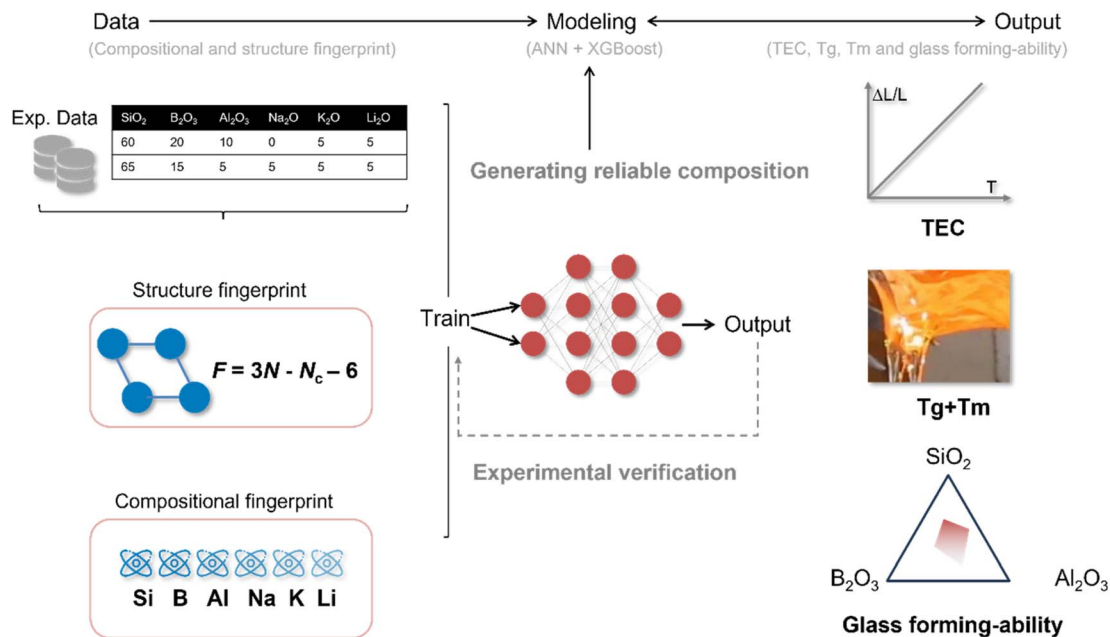 Data Modeling Output
(Compositional and structure fingerprint) (ANN + XGBoost) (TEC, Tg, Tm and glass forming-ability)
Exp. Data
SiO₂ B₂O₃ Al₂O₃ Na₂O K₂O Li₂O
60 20 10 0 5 5
65 15 5 5 5 5
Generating reliable composition
ΔL/L
T
TEC
Structure fingerprint
F = 3N - Nc – 6
Train
Output
Tg+Tm
Experimental verification
Compositional fingerprint
Si B Al Na K Li
SiO₂
B₂O₃ Al₂O₃
Glass forming-ability